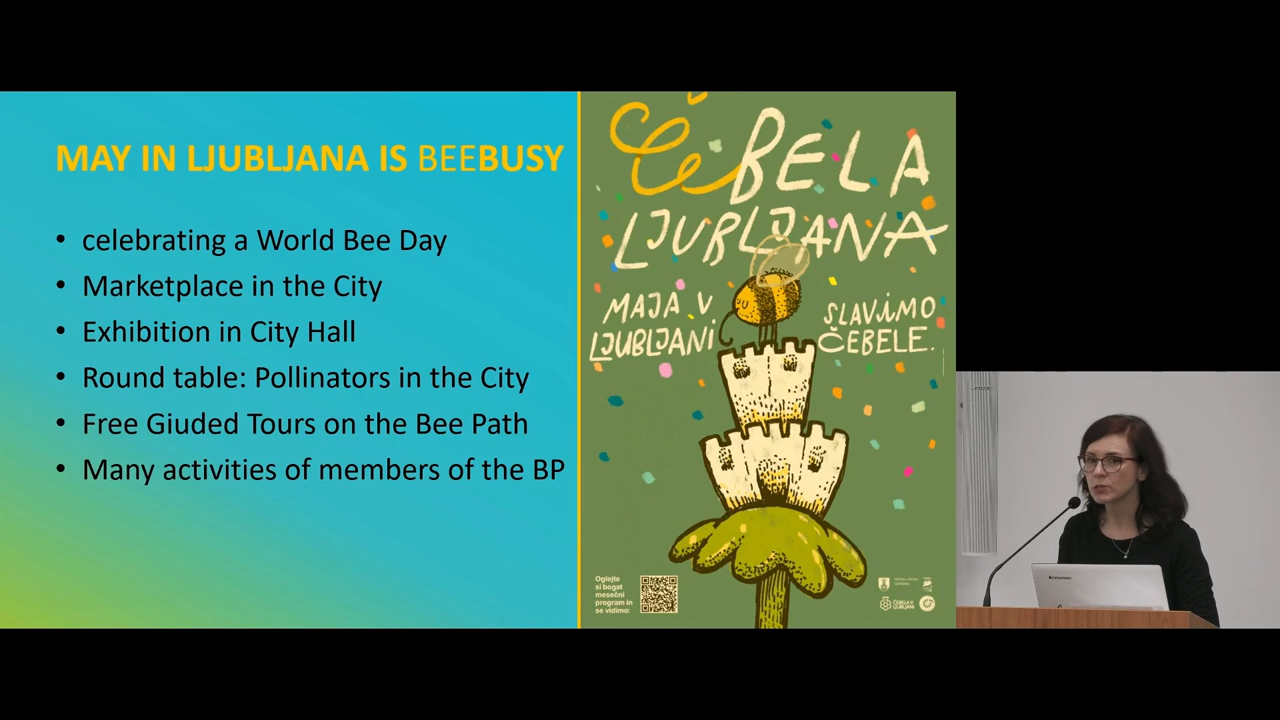 MAY IN LJUBLJANA IS BEEBUSY
• celebrating a World Bee Day
• Marketplace in the City
• Exhibition in City Hall
• Round table: Pollinators in the City
• Free Giuded Tours on the Bee Path
• Many activities of members of the BP
ČeBELA
LJUBLJANA
MAJA V
LJUBLJANI
SLAVIMO
ČEBELE.
Oglejte
si bogat
mesečni
program in
se vidimo:
ČEBELA V
LJUBLJANI